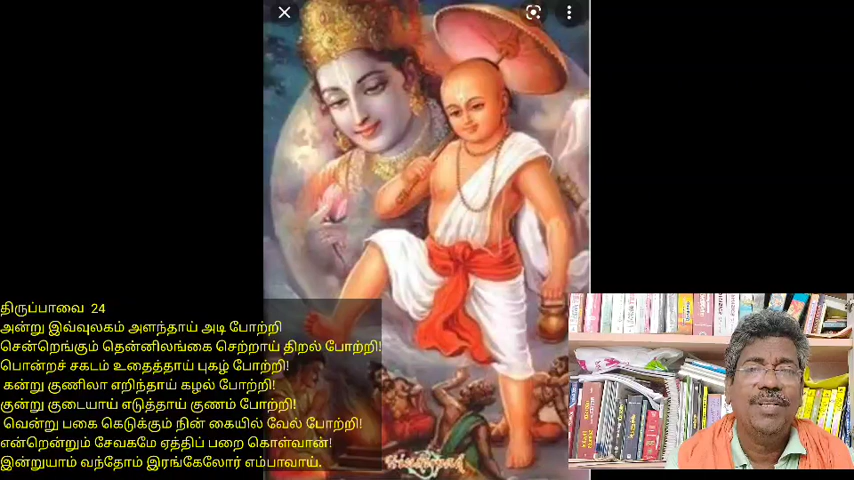 திருப்பாவை 24
அன்று இவ்வுலகம் அளந்தாய் அடி போற்றி
சென்றெங்கும் தென்னிலங்கை செற்றாய் திறல் போற்றி!
பொன்றச் சகடம் உதைத்தாய் புகழ் போற்றி!
கன்று குணிலா எறிந்தாய் கழல் போற்றி!
குன்று குடையாய் எடுத்தாய் குணம் போற்றி!
வென்று பகை கெடுக்கும் நின் கையில் வேல் போற்றி!
என்றென்றும் சேவகமே ஏத்திப் பறை கொள்வான்!
இன்றுயாம் வந்தோம் இரங்கேலோர் எம்பாவாய்.